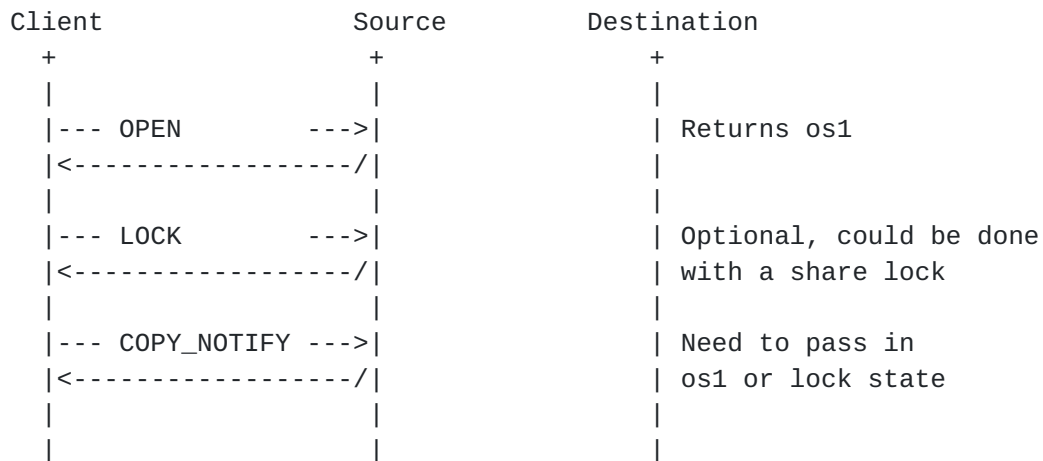 Client                Source         Destination
  +                    +                 +
  |                    |                 |
  |--- OPEN        --->|                 | Returns os1
  |<------------------/|                 |
  |                    |                 |
  |--- LOCK        --->|                 | Optional, could be done
  |<------------------/|                 | with a share lock
  |                    |                 |
  |--- COPY_NOTIFY --->|                 | Need to pass in
  |<------------------/|                 | os1 or lock state
  |                    |                 |
  |                    |                 |